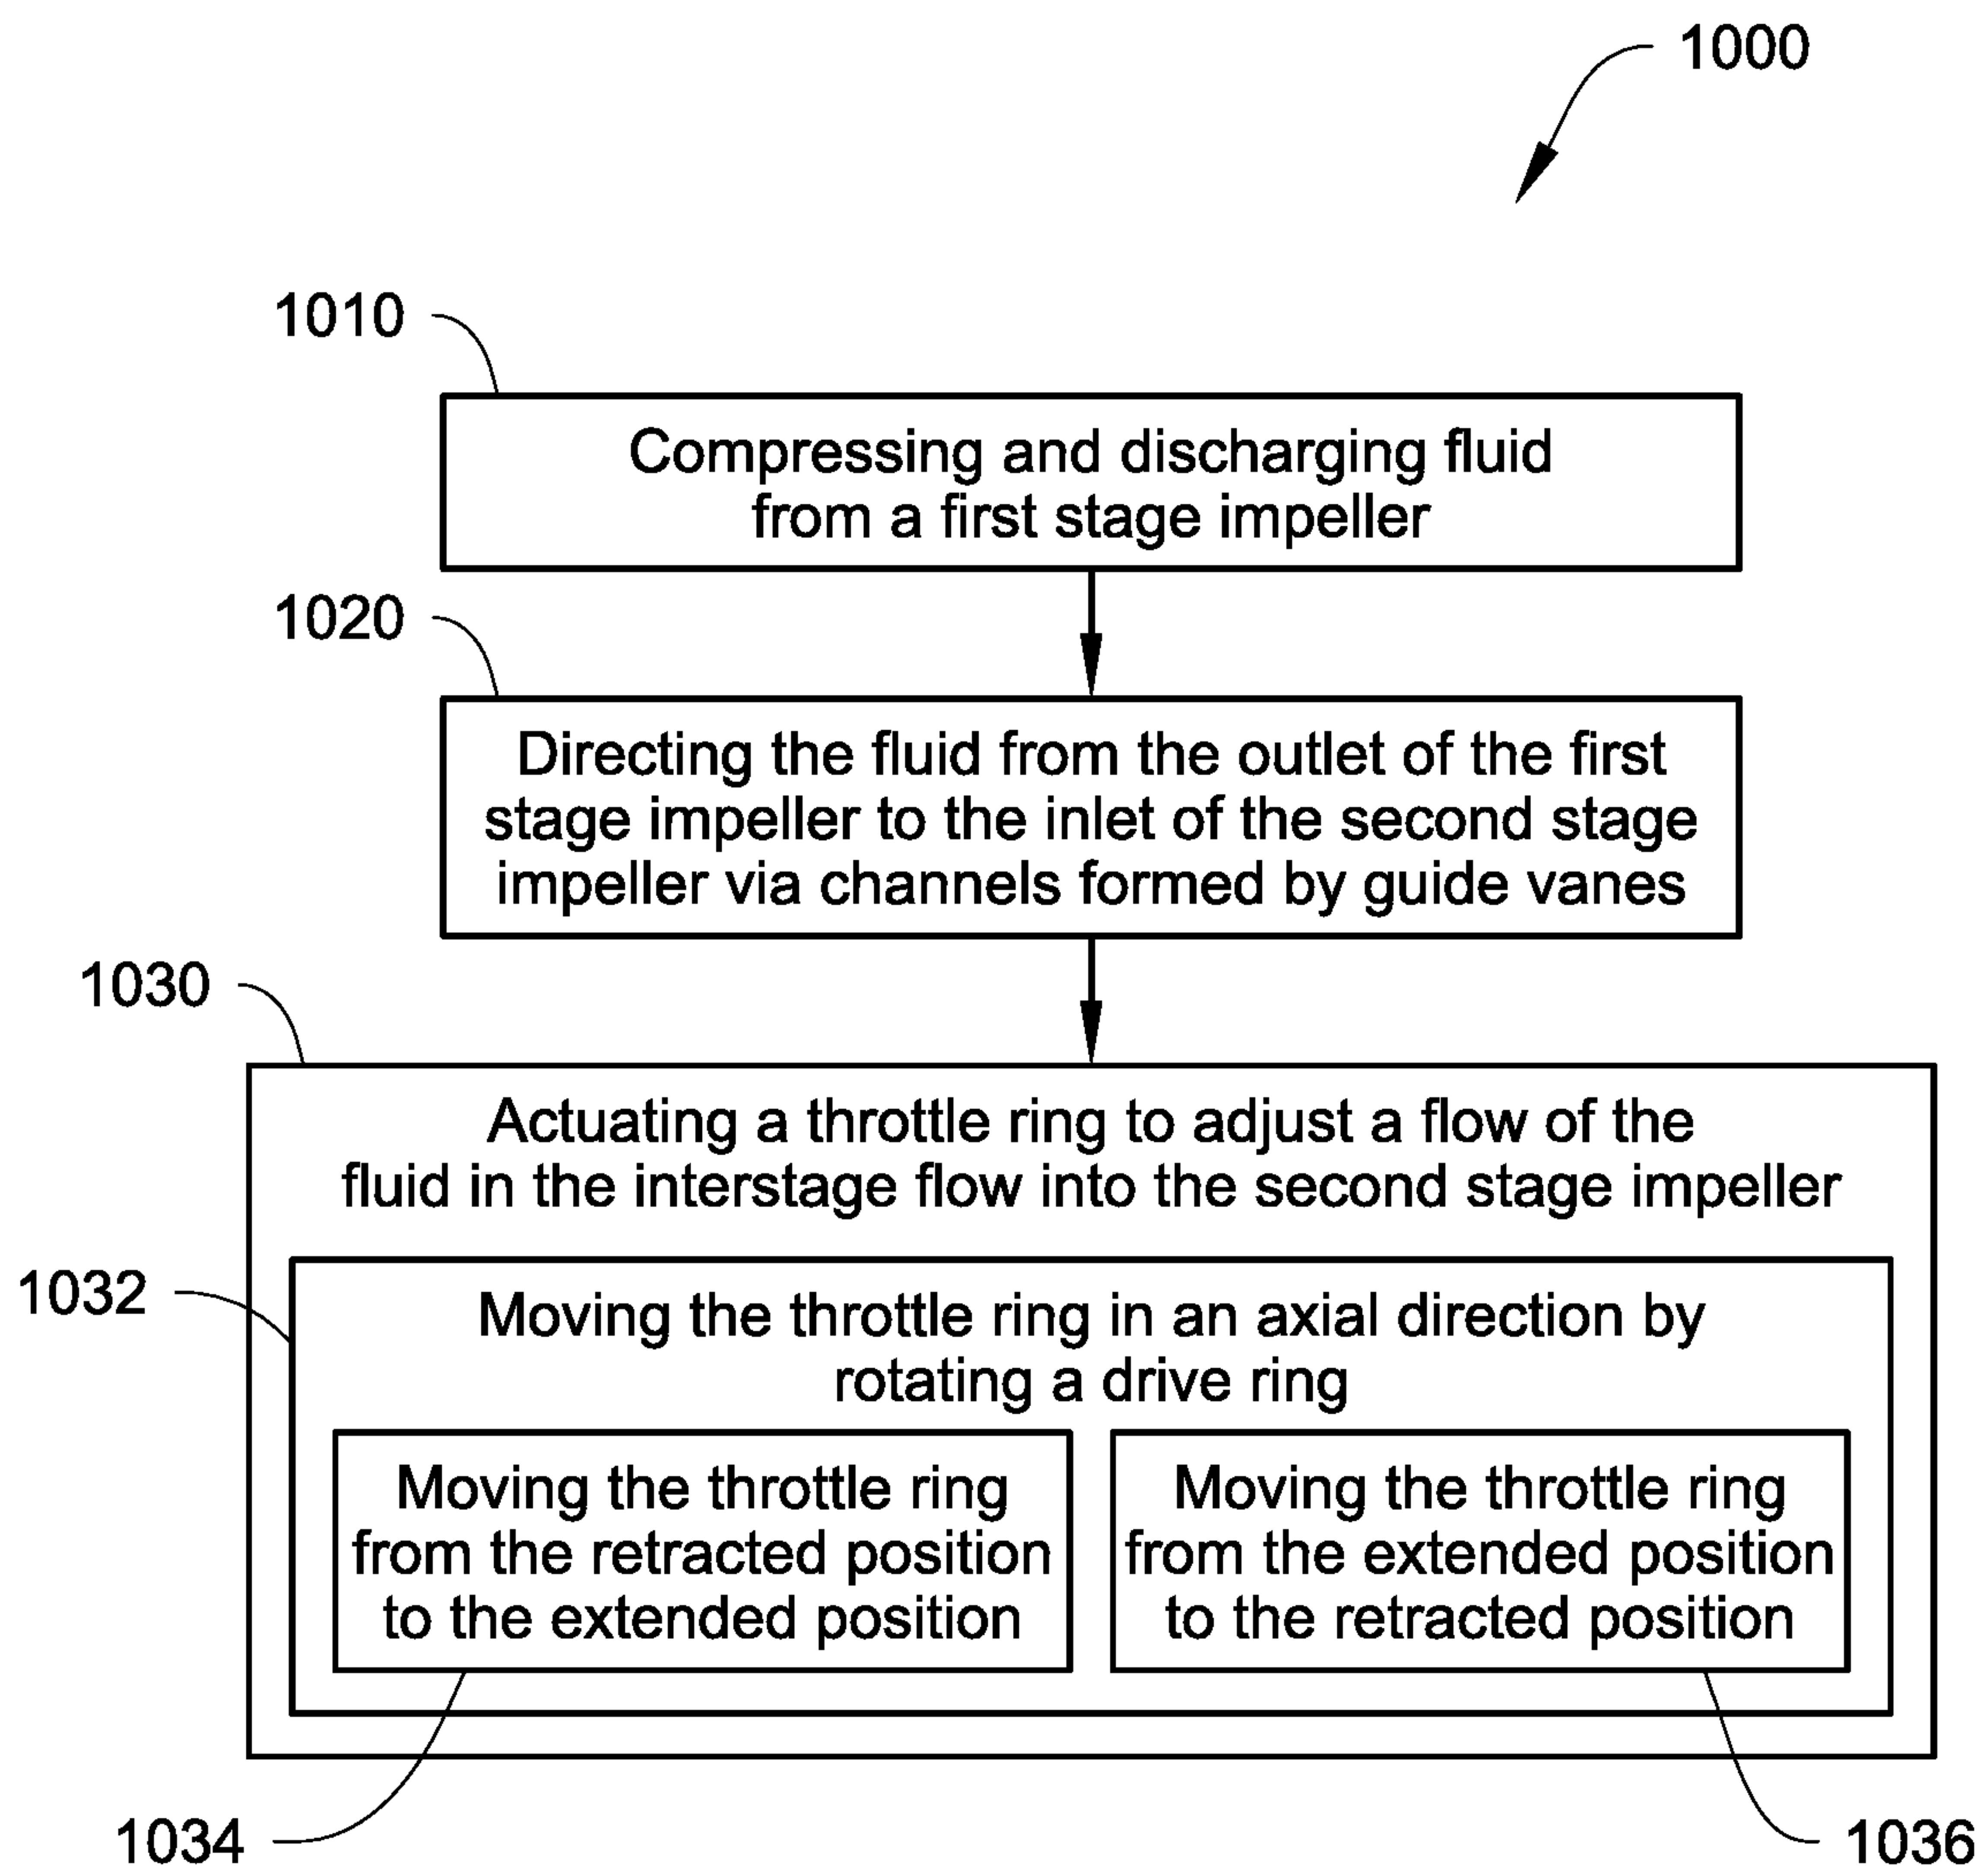 1000
1010
Compressing and discharging fluid
from a first stage impeller
1020
Directing the fluid from the outlet of the first
stage impeller to the inlet of the second stage
impeller via channels formed by guide vanes
1030
Actuating a throttle ring to adjust a flow of the
fluid in the interstage flow into the second stage impeller
1032
Moving the throttle ring in an axial direction by
rotating a drive ring
Moving the throttle ring
from the retracted position
to the extended position
Moving the throttle ring
from the extended position
to the retracted position
1034
1036